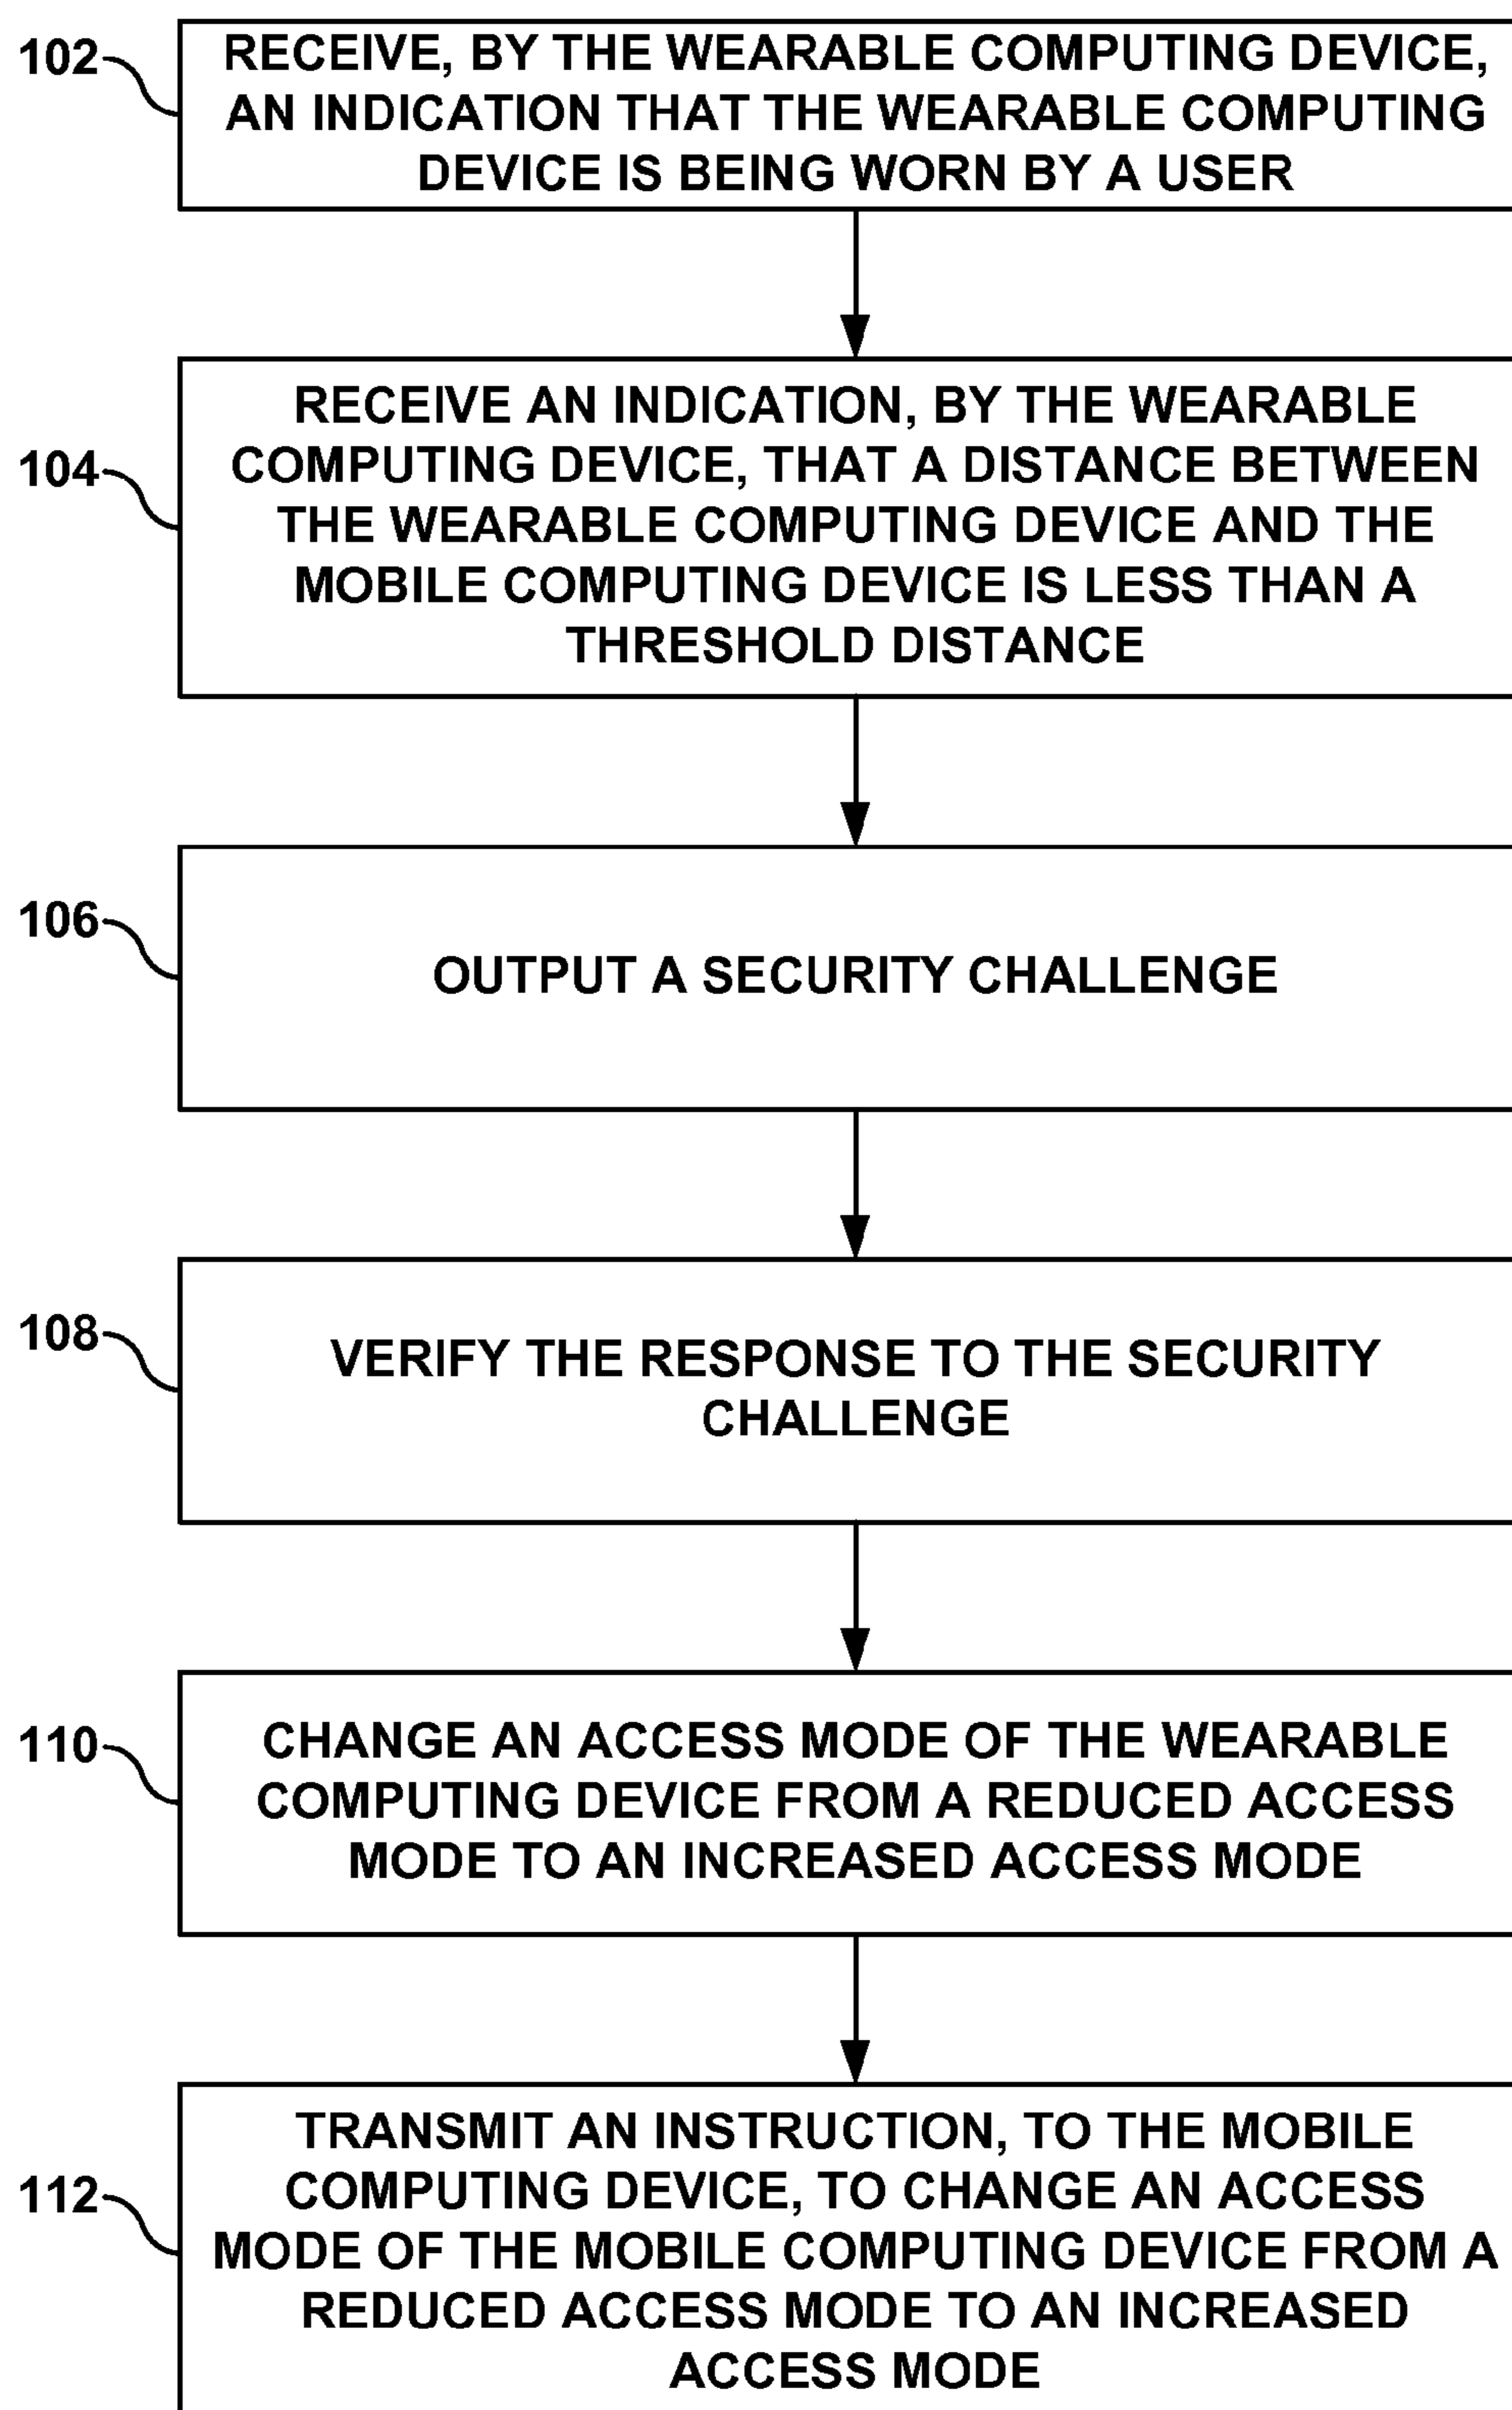 102
RECEIVE, BY THE WEARABLE COMPUTING DEVICE,
AN INDICATION THAT THE WEARABLE COMPUTING
DEVICE IS BEING WORN BY A USER
104
RECEIVE AN INDICATION, BY THE WEARABLE
COMPUTING DEVICE, THAT A DISTANCE BETWEEN
THE WEARABLE COMPUTING DEVICE AND THE
MOBILE COMPUTING DEVICE IS LESS THAN A
THRESHOLD DISTANCE
106
OUTPUT A SECURITY CHALLENGE
108
VERIFY THE RESPONSE TO THE SECURITY
CHALLENGE
110
CHANGE AN ACCESS MODE OF THE WEARABLE
COMPUTING DEVICE FROM A REDUCED ACCESS
MODE TO AN INCREASED ACCESS MODE
112
TRANSMIT AN INSTRUCTION, TO THE MOBILE
COMPUTING DEVICE, TO CHANGE AN ACCESS
MODE OF THE MOBILE COMPUTING DEVICE FROM A
REDUCED ACCESS MODE TO AN INCREASED
ACCESS MODE